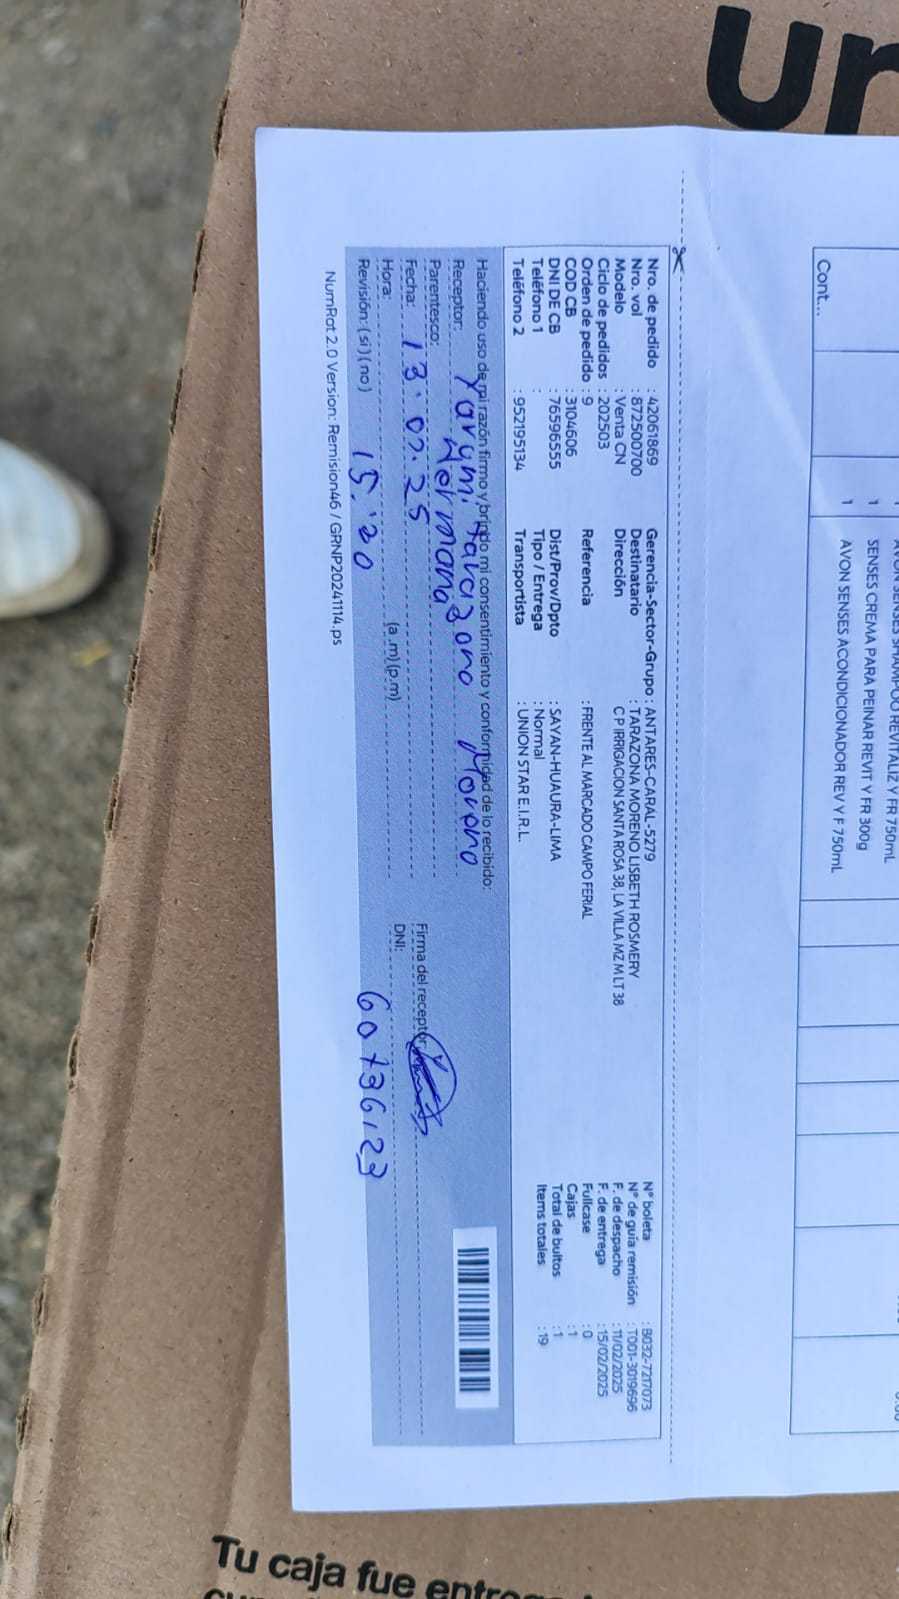 un
Cont...
1 AVON SENSES SHAMPOO REVITALIZ Y FR 750mL
1 SENSES CREMA PARA PEINAR REVIT Y FR 300g
1 AVON SENSES ACONDICIONADOR REV Y F 750mL
Nro. de pedido : 42061869 Gerencia-Sector-Grupo : ANTARES-CARAL-5279 N° boleta : B032-7217073
Nro. vol : 872500700 Destinatario : TARAZONA MORENO LISBETH ROSMERY N° de guía remisión : T001-3019696
Modelo : Venta CN Dirección C P IRRIGACION SANTA ROSA 38, LA VILLA MZ M LT 38 F. de despacho : 11/02/2025
Ciclo de pedidos : 202503 F. de entrega : 15/02/2025
Orden de pedido : 9 Referencia : FRENTE AL MARCADO CAMPO FERIAL Fullcase : 0
COD CB : 3104606 Cajas : 1
DNI DE CB : 76596555 Dist/Prov/Dpto : SAYAN-HUAURA-LIMA Total de bultos : 1
Teléfono 1 : Tipo / Entrega : Normal Items totales : 19
Teléfono 2 : 952195134 Transportista : UNION STAR E.I.R.L.
Haciendo uso de mi razón firmo y brindo mi consentimiento y conformidad de lo recibido:
Receptor: Yarumi tarazono Moreno
Parentesco: Hermana
Fecha: 13.02.25 Firma del receptor:
Hora: (a.m)(p.m) DNI: 60736123
Revisión: (si)(no) 15:20
NumRot 2.0 Version: Remision46 / GRNP20241114.ps
Tu caja fue